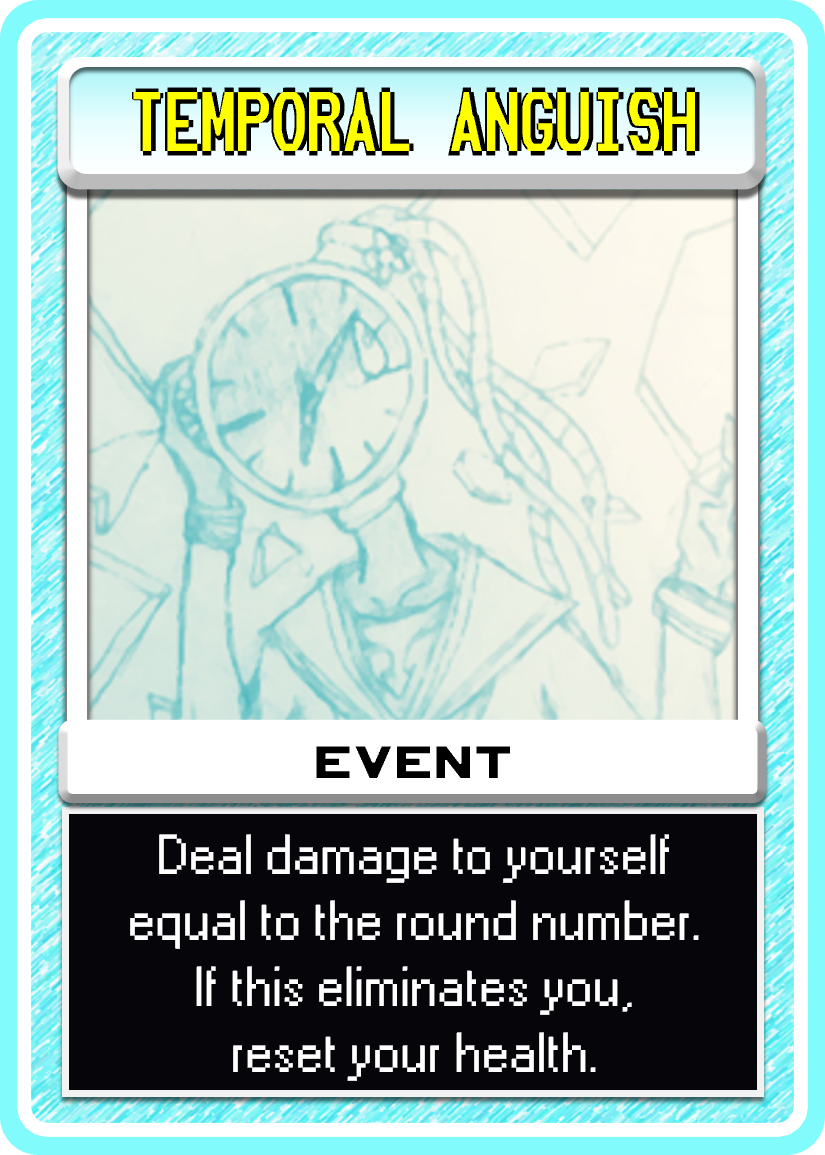 TEMPORAL ANGUISH
EVENT
Deal damage to yourself
equal to the round number.
If this eliminates you,
reset your health.